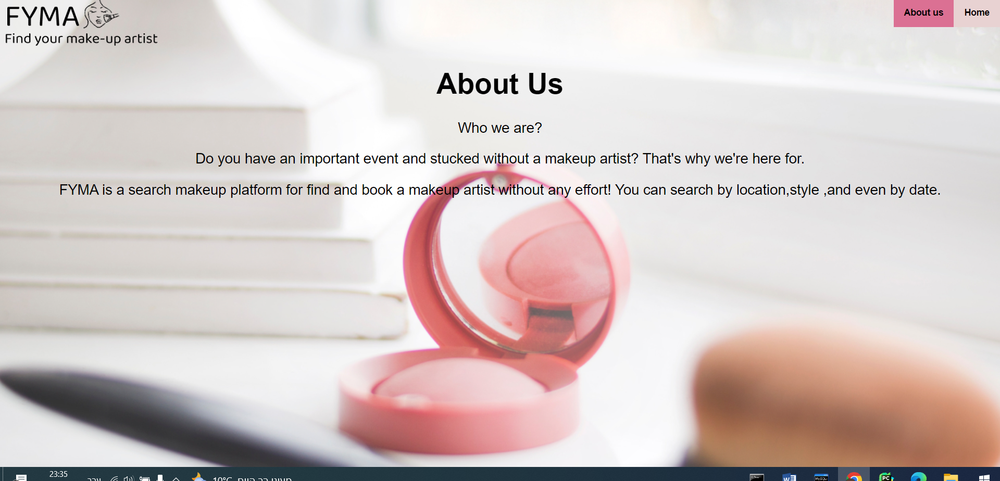 FYMA
Find your make-up artist
About us
Home
About Us
Who we are?
Do you have an important event and stucked without a makeup artist? That's why we're here for.
FYMA is a search makeup platform for find and book a makeup artist without any effort! You can search by location,style ,and even by date.
23:35
10°C
MySQL
PC